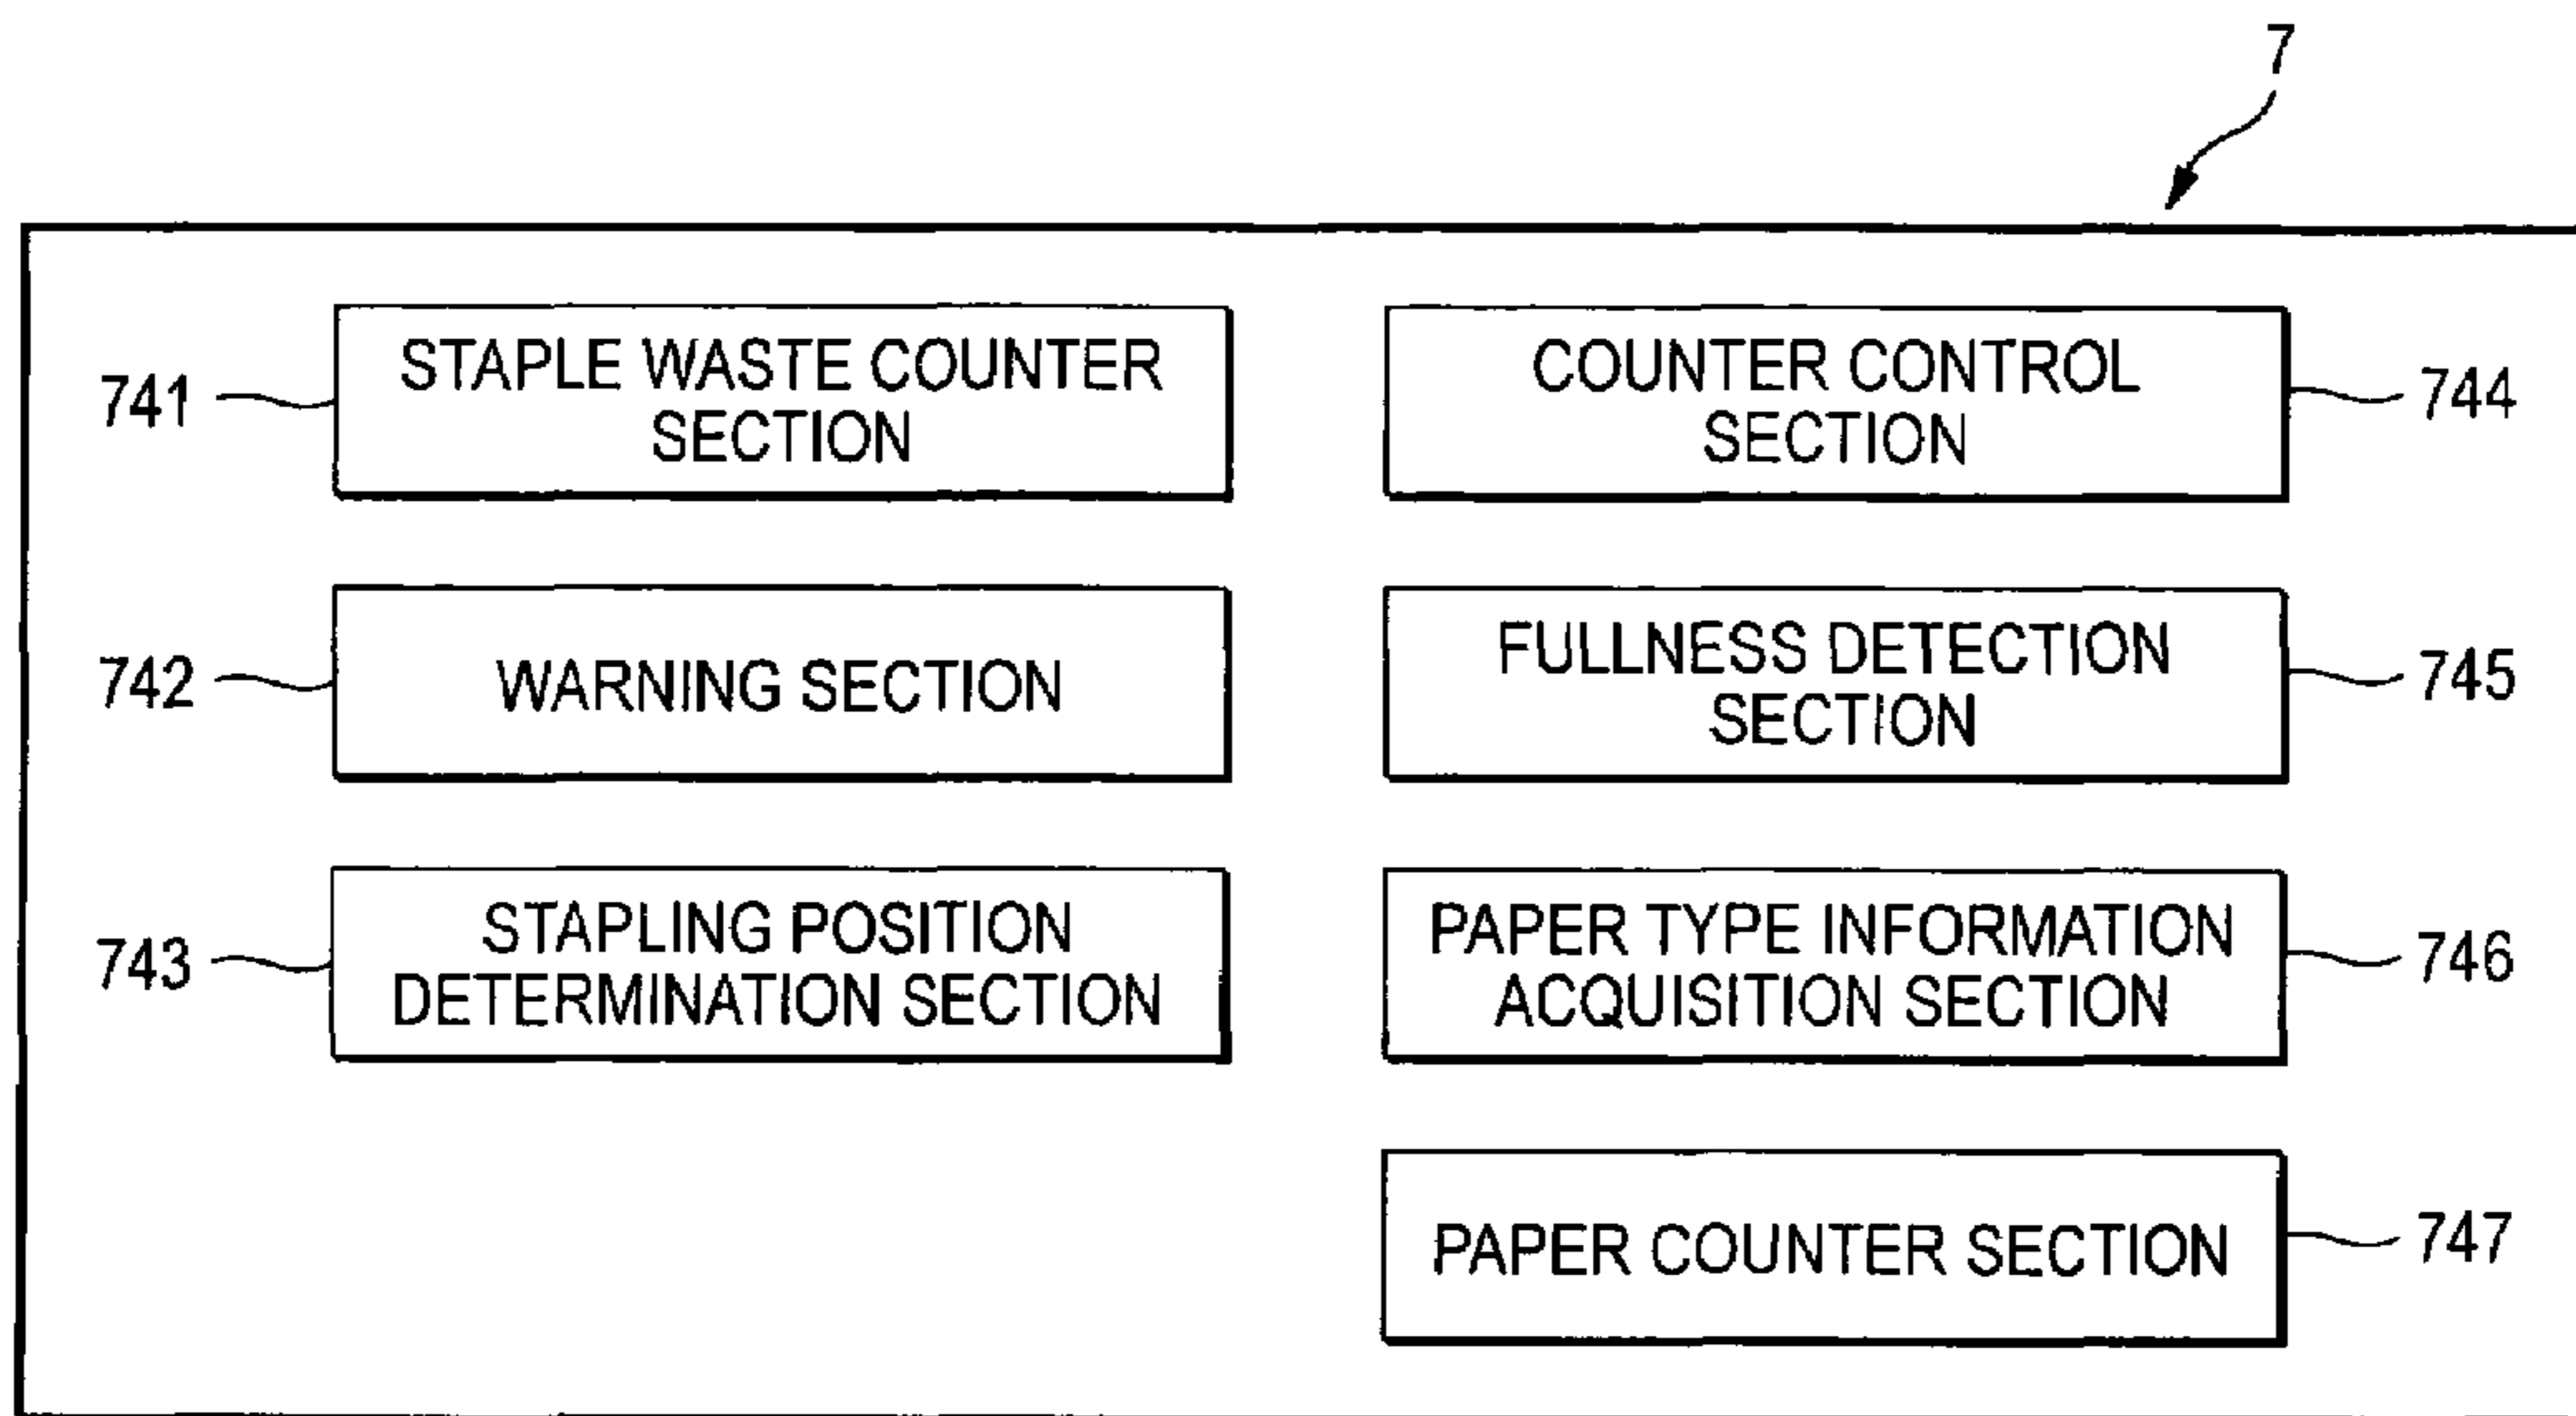 7
741
STAPLE WASTE COUNTER
SECTION
742
WARNING SECTION
743
STAPLING POSITION
DETERMINATION SECTION
COUNTER CONTROL
SECTION
744
FULLNESS DETECTION
SECTION
745
PAPER TYPE INFORMATION
ACQUISITION SECTION
746
PAPER COUNTER SECTION
747